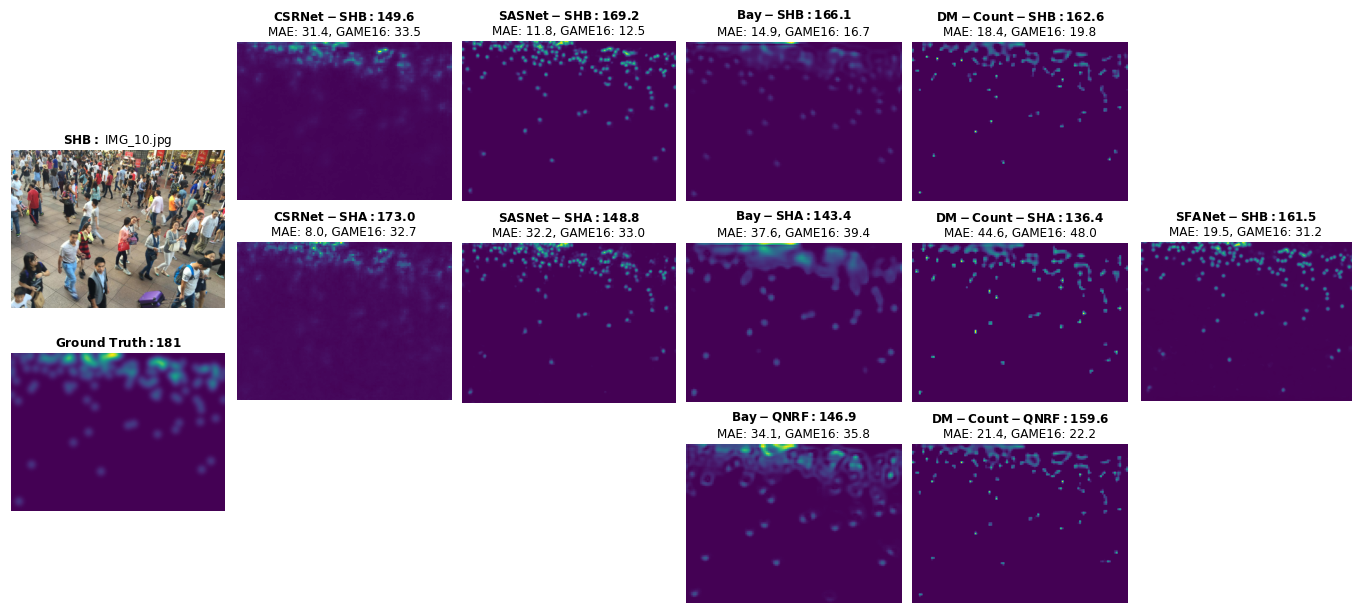 CSRNet−SHB: 149.6
MAE: 31.4, GAME16: 33.5
SASNet−SHB: 169.2
MAE: 11.8, GAME16: 12.5
Bay−SHB: 166.1
MAE: 14.9, GAME16: 16.7
DM−Count−SHB: 162.6
MAE: 18.4, GAME16: 19.8
SHB: IMG_10.jpg
CSRNet−SHA: 173.0
MAE: 8.0, GAME16: 32.7
SASNet−SHA: 148.8
MAE: 32.2, GAME16: 33.0
Bay−SHA: 143.4
MAE: 37.6, GAME16: 39.4
DM−Count−SHA: 136.4
MAE: 44.6, GAME16: 48.0
SFANet−SHB: 161.5
MAE: 19.5, GAME16: 31.2
Ground Truth: 181
Bay−QNRF: 146.9
MAE: 34.1, GAME16: 35.8
DM−Count−QNRF: 159.6
MAE: 21.4, GAME16: 22.2